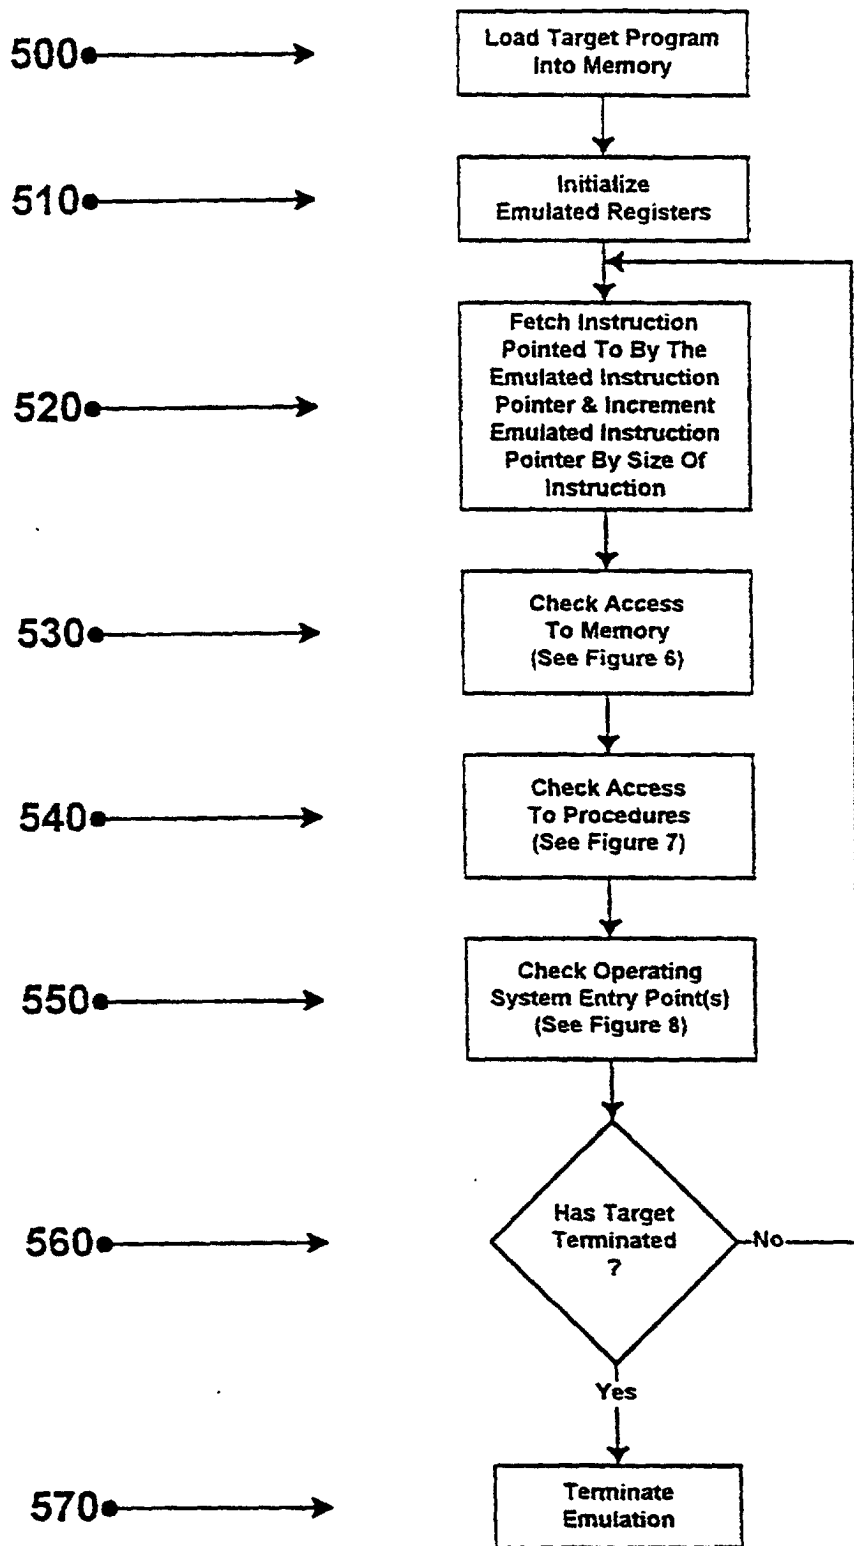 500
Load Target Program
Into Memory
510
Initialize
Emulated Registers
520
Fetch Instruction
Pointed To By The
Emulated Instruction
Pointer & Increment
Emulated Instruction
Pointer By Size Of
Instruction
530
Check Access
To Memory
(See Figure 6)
540
Check Access
To Procedures
(See Figure 7)
550
Check Operating
System Entry Point(s)
(See Figure 8)
560
Has Target
Terminated
?
No
Yes
570
Terminate
Emulation